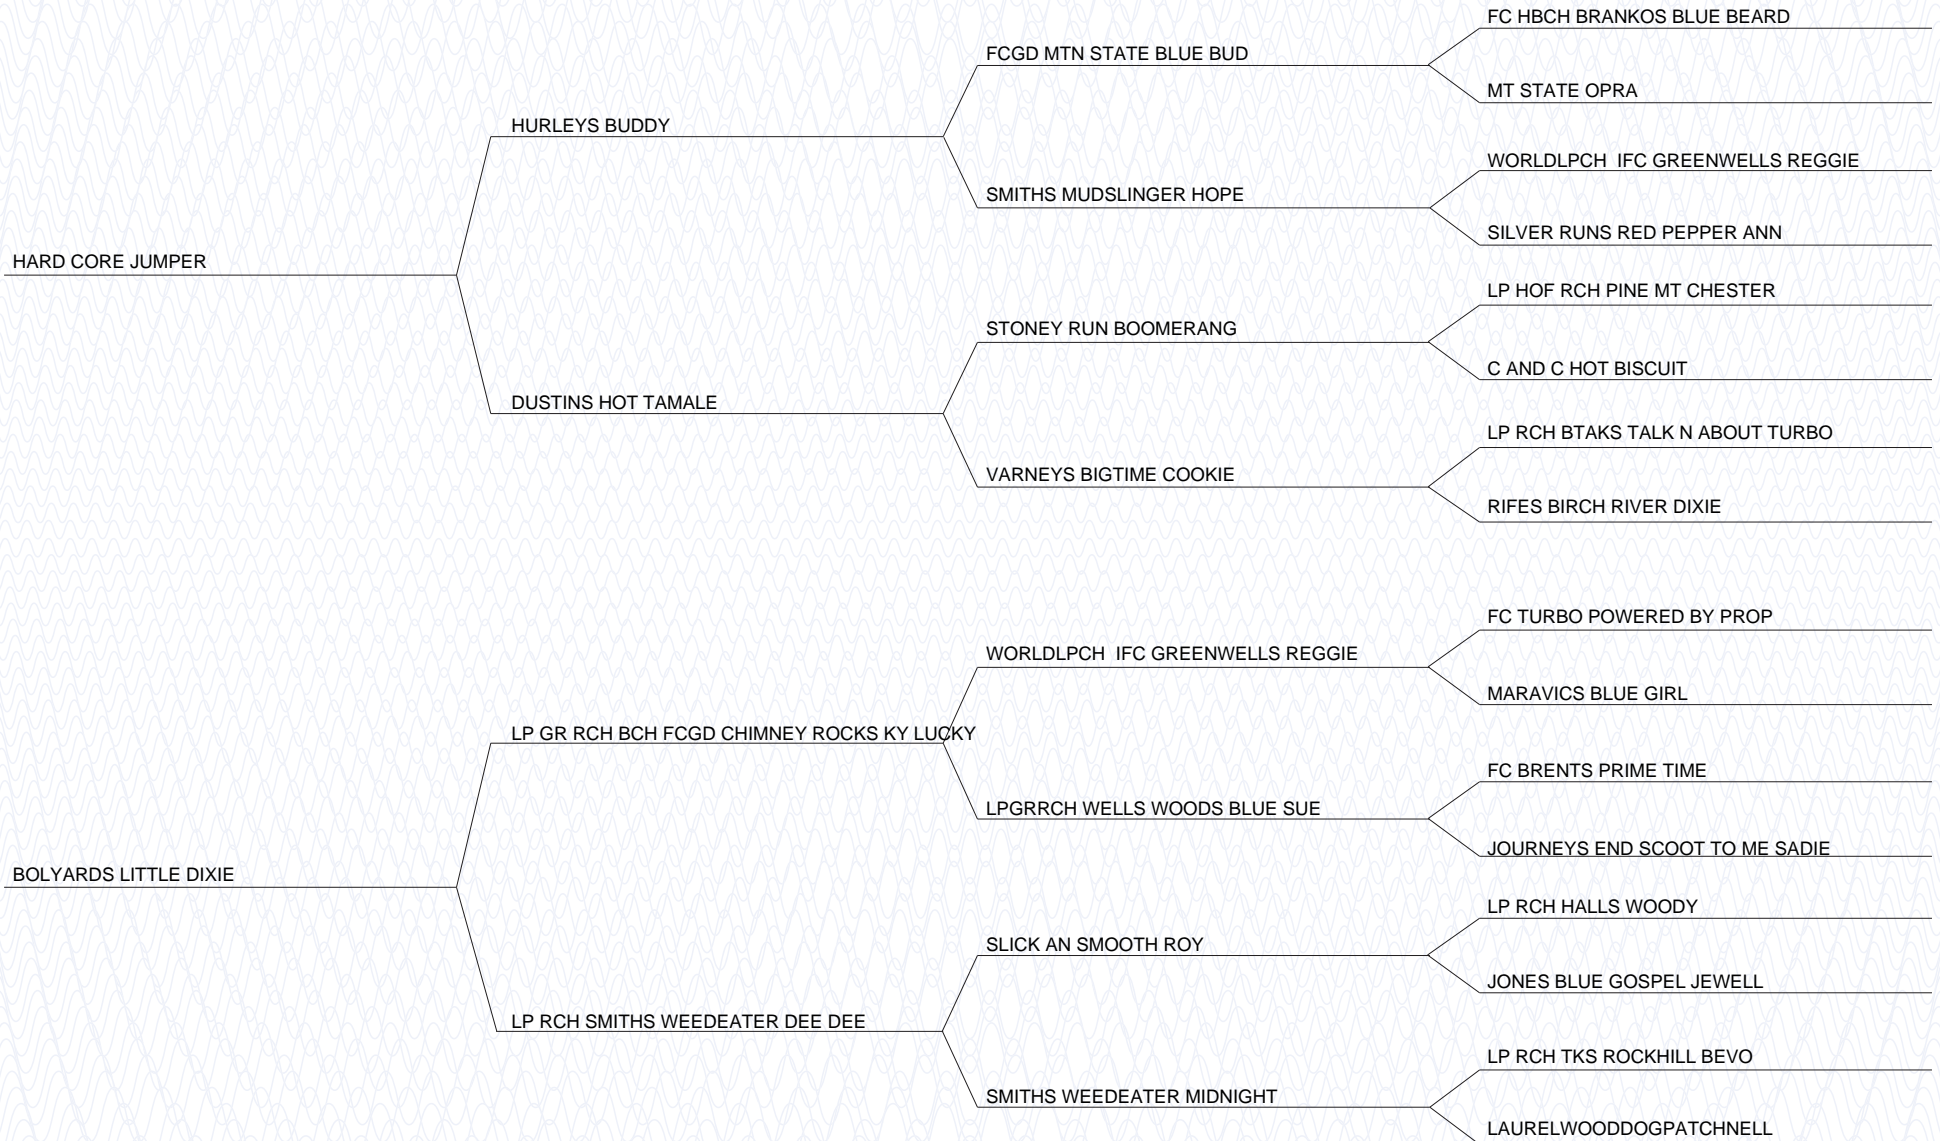 FC HBCH BRANKOS BLUE BEARD
FCGD MTN STATE BLUE BUD
MT STATE OPRA
HURLEYS BUDDY
WORLDLPCH  IFC GREENWELLS REGGIE
SMITHS MUDSLINGER HOPE
SILVER RUNS RED PEPPER ANN
HARD CORE JUMPER
LP HOF RCH PINE MT CHESTER
STONEY RUN BOOMERANG
C AND C HOT BISCUIT
DUSTINS HOT TAMALE
LP RCH BTAKS TALK N ABOUT TURBO
VARNEYS BIGTIME COOKIE
RIFES BIRCH RIVER DIXIE
FC TURBO POWERED BY PROP
WORLDLPCH  IFC GREENWELLS REGGIE
MARAVICS BLUE GIRL
LP GR RCH BCH FCGD CHIMNEY ROCKS KY LUCKY
FC BRENTS PRIME TIME
LPGRRCH WELLS WOODS BLUE SUE
JOURNEYS END SCOOT TO ME SADIE
BOLYARDS LITTLE DIXIE
LP RCH HALLS WOODY
SLICK AN SMOOTH ROY
JONES BLUE GOSPEL JEWELL
LP RCH SMITHS WEEDEATER DEE DEE
LP RCH TKS ROCKHILL BEVO
SMITHS WEEDEATER MIDNIGHT
LAURELWOODDOGPATCHNELL